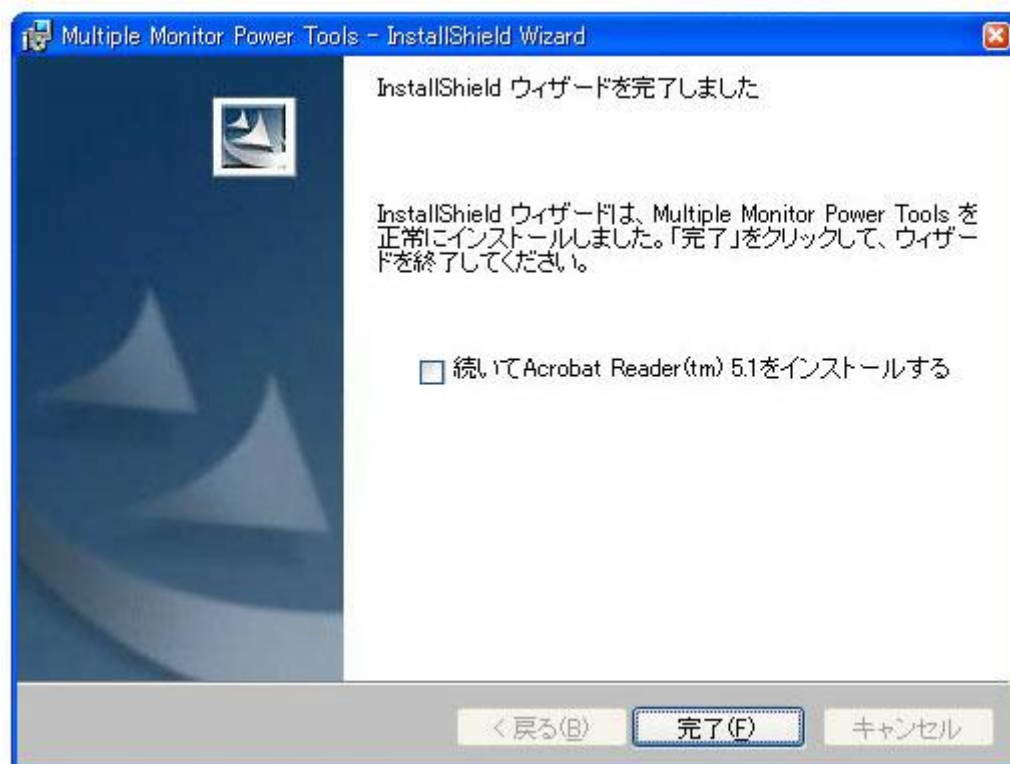 Multiple Monitor Power Tools - InstallShield Wizard
InstallShield ウィザードを完了しました
InstallShield ウィザードは、Multiple Monitor Power Tools を
正常にインストールしました。「完了」をクリックして、ウィザー
ドを終了してください。
続いてAcrobat Reader(tm) 5.1をインストールする
< 戻る(B)
完了(F)
キャンセル